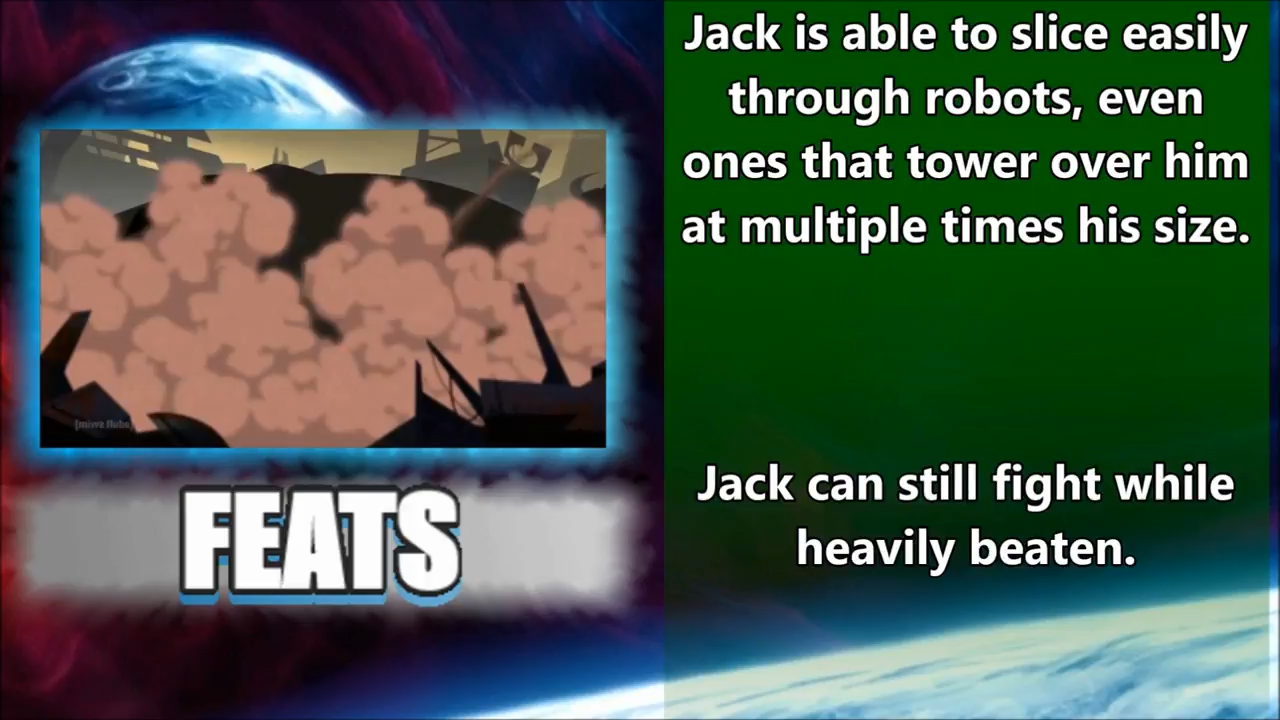 Jack is able to slice easily
through robots, even
ones that tower over him
at multiple times his size.
FEATS
Jack can still fight while
heavily beaten.